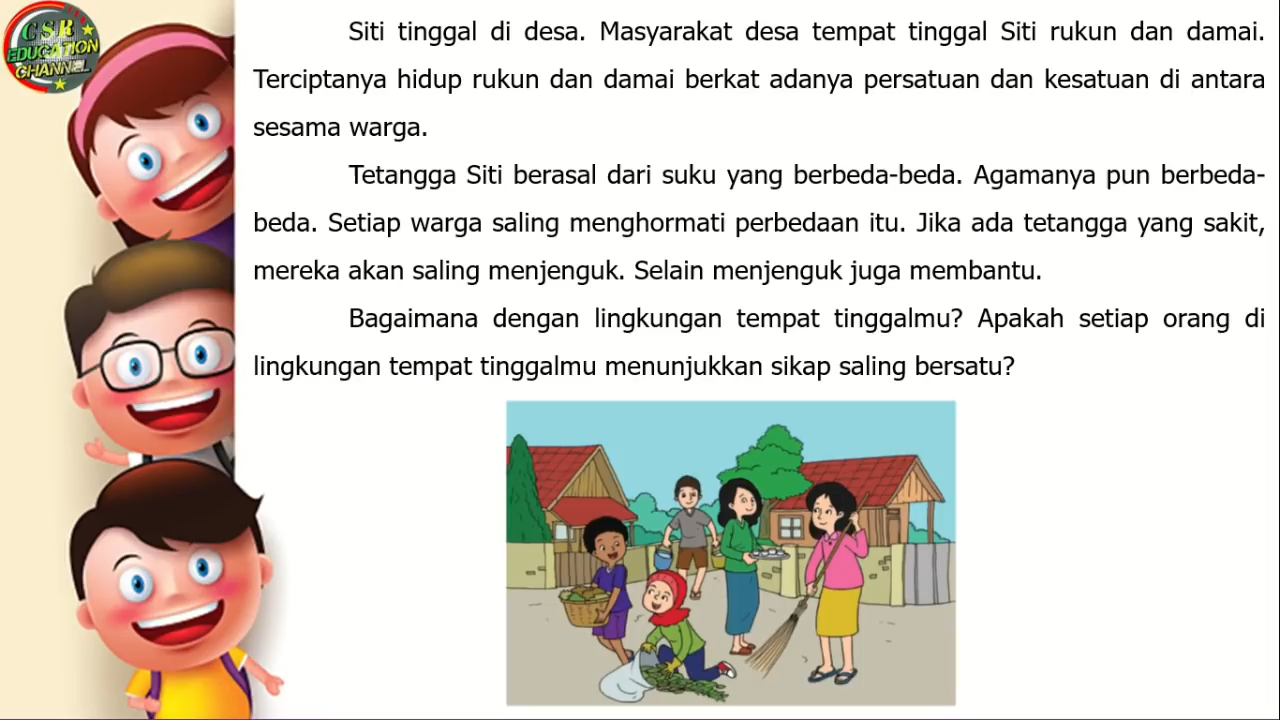 CSR
EDUCATION
CHANNEL
Siti tinggal di desa. Masyarakat desa tempat tinggal Siti rukun dan damai.
Terciptanya hidup rukun dan damai berkat adanya persatuan dan kesatuan di antara
sesama warga.
Tetangga Siti berasal dari suku yang berbeda-beda. Agamanya pun berbeda-
beda. Setiap warga saling menghormati perbedaan itu. Jika ada tetangga yang sakit,
mereka akan saling menjenguk. Selain menjenguk juga membantu.
Bagaimana dengan lingkungan tempat tinggalmu? Apakah setiap orang di
lingkungan tempat tinggalmu menunjukkan sikap saling bersatu?